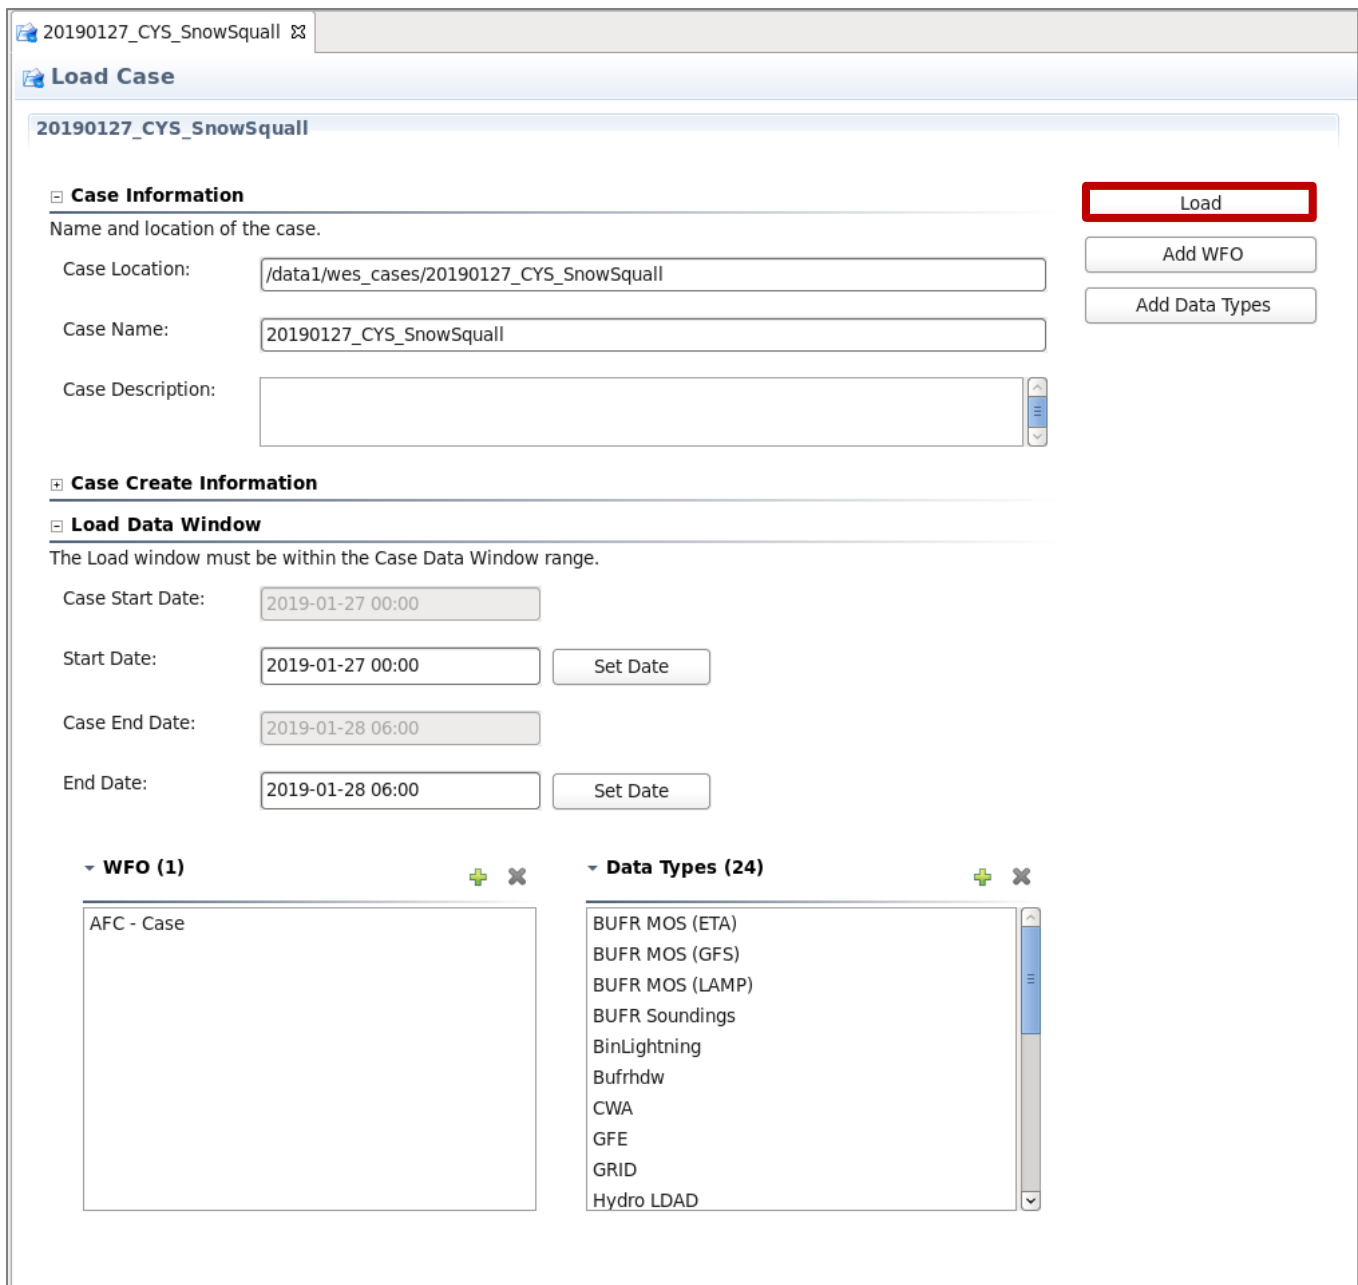 20190127_CYS_SnowSquall
Load Case
20190127_CYS_SnowSquall
Case Information
Name and location of the case.
Case Location:
/data1/wes_cases/20190127_CYS_SnowSquall
Case Name:
20190127_CYS_SnowSquall
Case Description:
Load
Add WFO
Add Data Types
Case Create Information
Load Data Window
The Load window must be within the Case Data Window range.
Case Start Date:
2019-01-27 00:00
Start Date:
2019-01-27 00:00
Set Date
Case End Date:
2019-01-28 06:00
End Date:
2019-01-28 06:00
Set Date
WFO (1)
AFC - Case
Data Types (24)
BUFR MOS (ETA)
BUFR MOS (GFS)
BUFR MOS (LAMP)
BUFR Soundings
BinLightning
Bufrhdw
CWA
GFE
GRID
Hydro LDAD